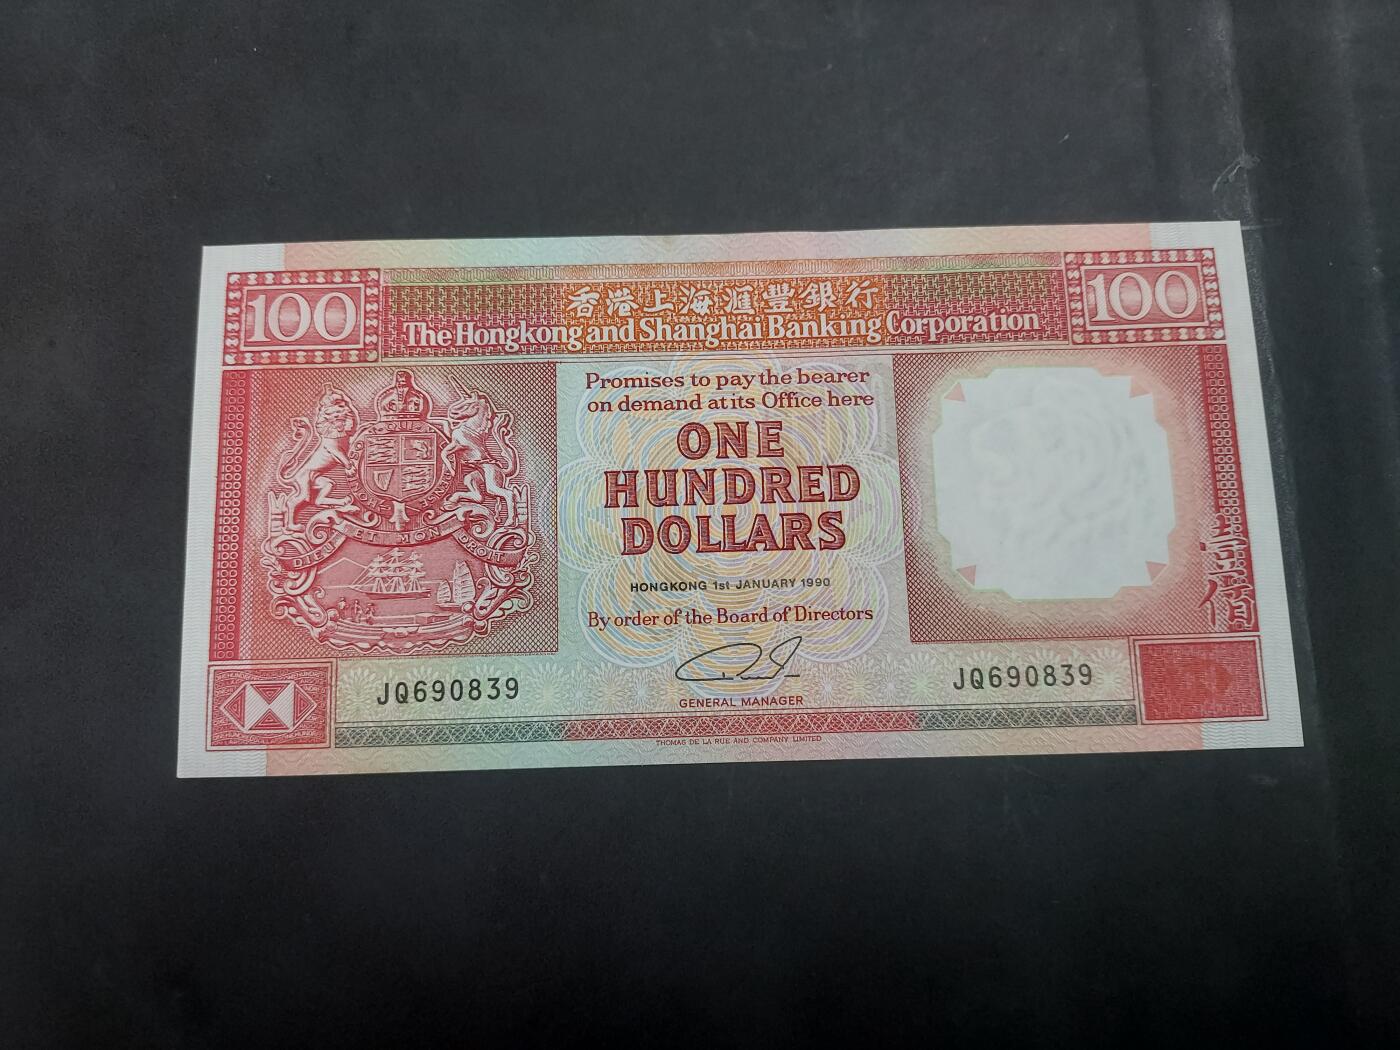 100
香港上海滙豐銀行
100
The Hongkong and Shanghai Banking Corporation
Promises to pay the bearer
on demand at its Office here
ONE
HUNDRED
DOLLARS
HONGKONG 1st JANUARY 1990
By order of the Board of Directors
GENERAL MANAGER
JQ690839
JQ690839
DIEU ET MON DROIT
THOMAS DE LA RUE AND COMPANY LIMITED